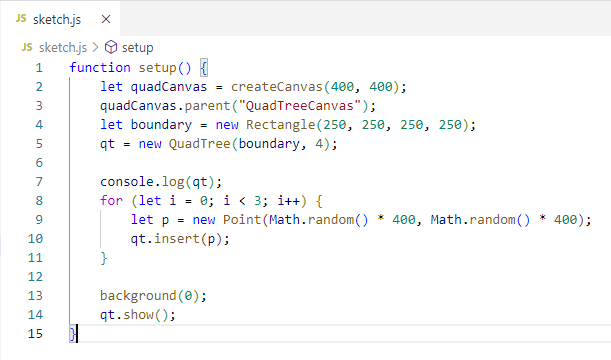 JS sketch.js ×
JS sketch.js > setup
1 function setup() {
2 let quadCanvas = createCanvas(400, 400);
3 quadCanvas.parent("QuadTreeCanvas");
4 let boundary = new Rectangle(250, 250, 250, 250);
5 qt = new QuadTree(boundary, 4);
6
7 console.log(qt);
8 for (let i = 0; i < 3; i++) {
9 let p = new Point(Math.random() * 400, Math.random() * 400);
10 qt.insert(p);
11 }
12
13 background(0);
14 qt.show();
15 }